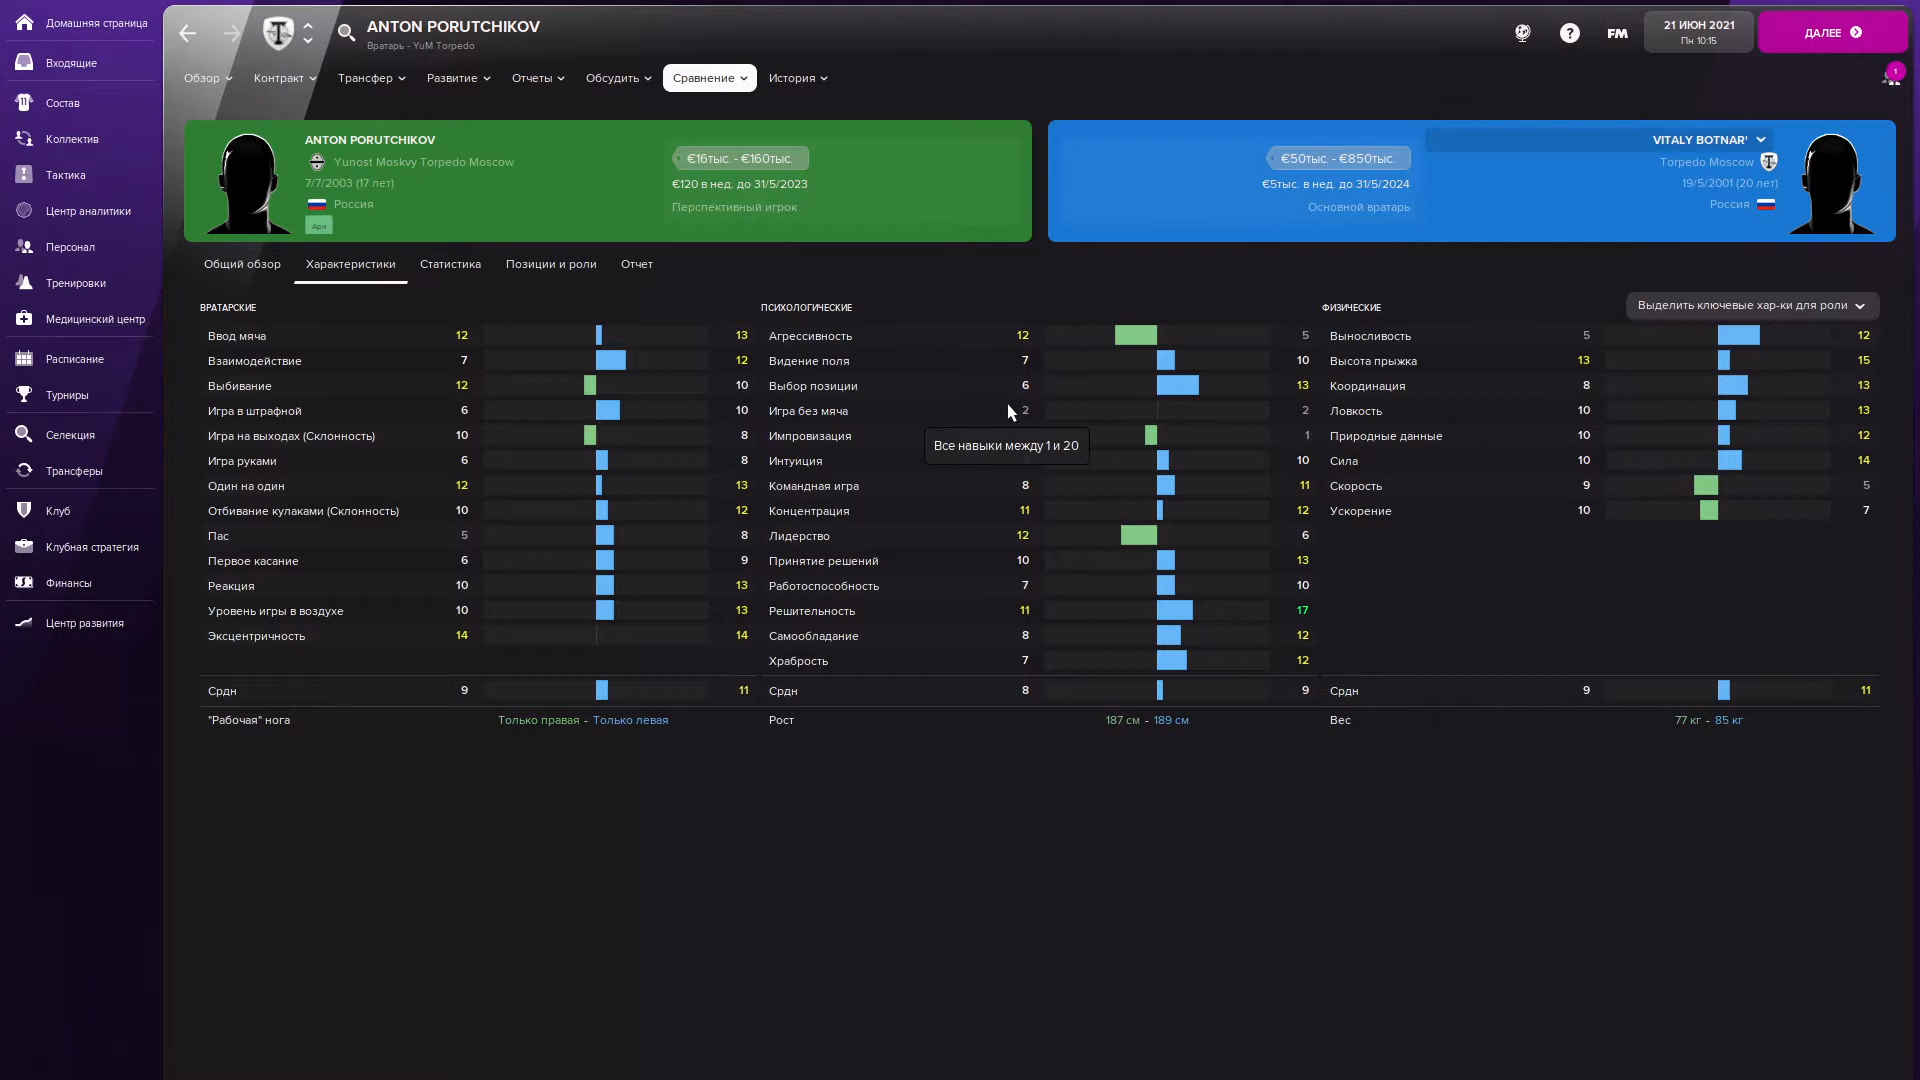 Домашняя страница
Входящие
Состав
Коллектив
Тактика
Центр аналитики
Персонал
Тренировки
Медицинский центр
Расписание
Турниры
Селекция
Трансферы
Клуб
Клубная стратегия
Финансы
Центр развития
ANTON PORUTCHIKOV
Вратарь - YuM Torpedo
FM
21 ИЮН 2021
Пн 10:15
ДАЛЕЕ
1
Обзор Контракт Трансфер Развитие Отчеты Обсудить Сравнение История
ANTON PORUTCHIKOV
Yunost Moskvy Torpedo Moscow
7/7/2003 (17 лет)
Россия
Арн
€16тыс. - €160тыс.
€120 в нед. до 31/5/2023
Перспективный игрок
€50тыс. - €850тыс.
€5тыс. в нед. до 31/5/2024
Основной вратарь
VITALY BOTNAR'
Torpedo Moscow
19/5/2001 (20 лет)
Россия
Общий обзор Характеристики Статистика Позиции и роли Отчет
Выделить ключевые хар-ки для роли
ВРАТАРСКИЕ
Ввод мяча 12 13
Взаимодействие 7 12
Выбивание 12 10
Игра в штрафной 6 10
Игра на выходах (Склонность) 10 8
Игра руками 6 8
Один на один 12 13
Отбивание кулаками (Склонность) 10 12
Пас 5 8
Первое касание 6 9
Реакция 10 13
Уровень игры в воздухе 10 13
Эксцентричность 14 14
Срдн 9 11
"Рабочая" нога Только правая - Только левая
ПСИХОЛОГИЧЕСКИЕ
Агрессивность 12 5
Видение поля 7 10
Выбор позиции 6 13
Игра без мяча 2 2
Импровизация 1
Интуиция 10
Все навыки между 1 и 20
Командная игра 8 11
Концентрация 11 12
Лидерство 12 6
Принятие решений 10 13
Работоспособность 7 10
Решительность 11 17
Самообладание 8 12
Храбрость 7 12
Срдн 8 9
Рост 187 см - 189 см
ФИЗИЧЕСКИЕ
Выносливость 5 12
Высота прыжка 13 15
Координация 8 13
Ловкость 10 13
Природные данные 10 12
Сила 10 14
Скорость 9 5
Ускорение 10 7
Срдн 9 11
Вес 77 кг - 85 кг